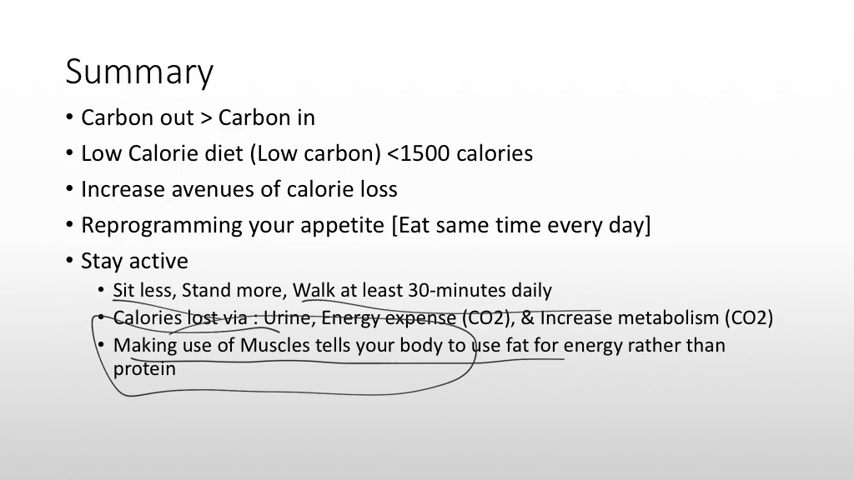 Summary
• Carbon out > Carbon in
• Low Calorie diet (Low carbon) <1500 calories
• Increase avenues of calorie loss
• Reprogramming your appetite [Eat same time every day]
• Stay active
• Sit less, Stand more, Walk at least 30-minutes daily
• Calories lost via : Urine, Energy expense (CO2), & Increase metabolism (CO2)
• Making use of Muscles tells your body to use fat for energy rather than
protein